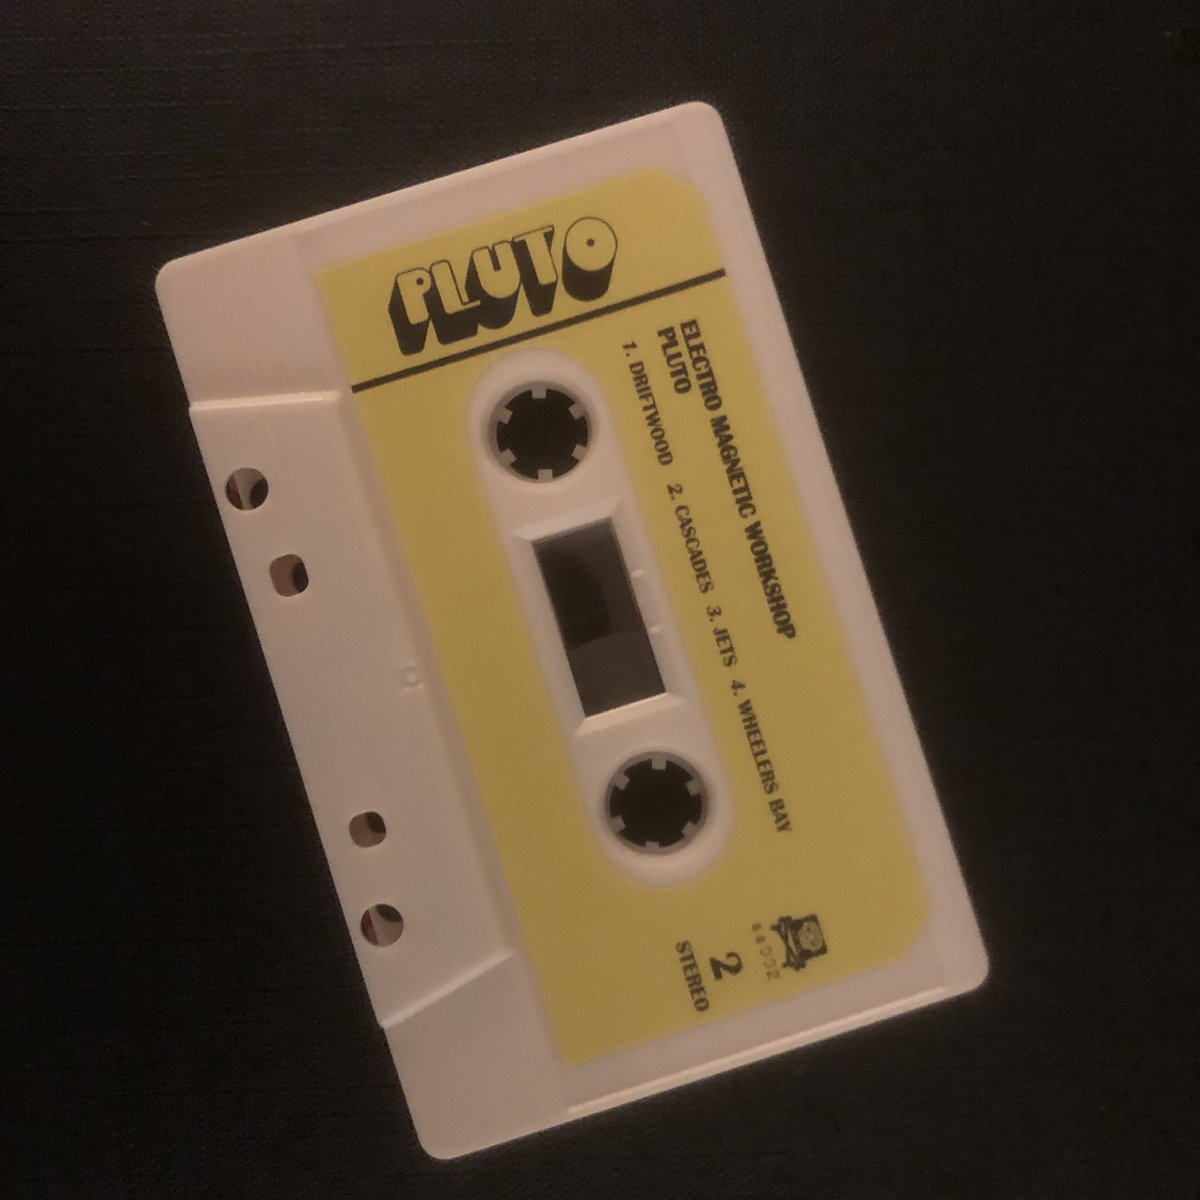 PLUTO
ELECTRO MAGNETIC WORKSHOP
PLUTO
1. DRIFTWOOD 2. CASCADES 3. JETS 4. WHEELERS BAY
2
STEREO